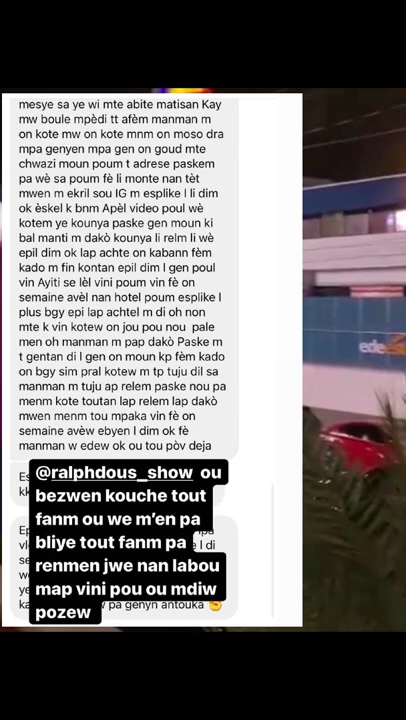 mesye sa ye wi mte abite matisan Kay
mw boule mpèdi tt afèm manman m
on kote mw on kote mnm on moso dra
mpa genyen mpa gen on goud mte
chwazi moun poum t adrese paskem
pa wè sa poum fè li monte nan tèt
mwen m ekril sou IG m esplike l li dim
ok èskel k bnm Apèl video poul wè
kotem ye kounya paske gen moun ki
bal manti m dakò kounya li relm li wè
epil dim ok lap achte on kabann fèm
kado m fin kontan epil dim l gen poul
vin Ayiti se lèl vini poum vin fè on
semaine avèl nan hotel poum esplike l
plus bgy epi lap achtel m di oh non
mte k vin kotew on jou pou nou pale
men oh manman m pap dakò Paske m
t gentan di l gen on moun kp fèm kado
on bgy sim pral kotew m tp tuju dil sa
manman m tuju ap relem paske nou pa
menm kote toutan lap relem lap dakò
mwen menm tou mpaka vin fè on
semaine avèw ebyen l dim ok fè
manman w edew ok ou tou pòv deja
@ralphdous_show ou
bezwen kouche tout
fanm ou we m'en pa
bliye tout fanm pa
renmen jwe nan labou
map vini pou ou mdiw
pozew
pa genyn antouka